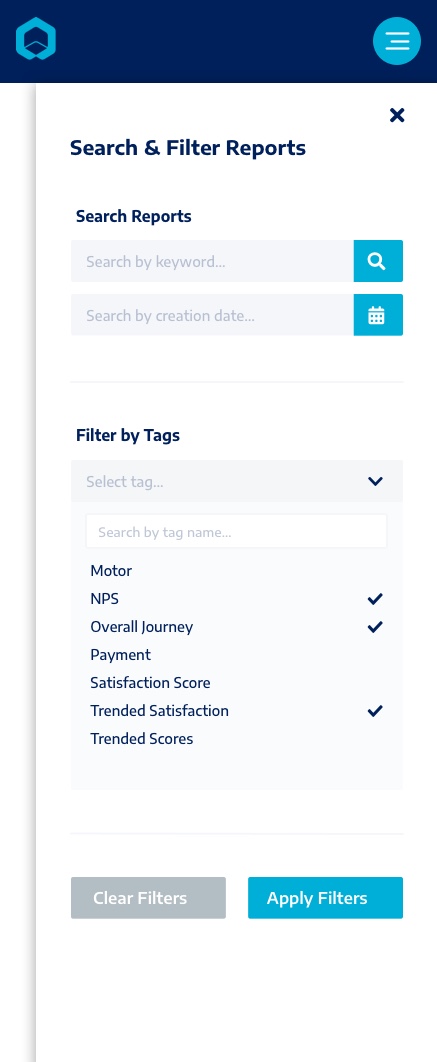 Search & Filter Reports
Search Reports
Search by keyword...
Search by creation date...
Filter by Tags
Select tag...
Search by tag name...
Motor
NPS
Overall Journey
Payment
Satisfaction Score
Trended Satisfaction
Trended Scores
Clear Filters
Apply Filters